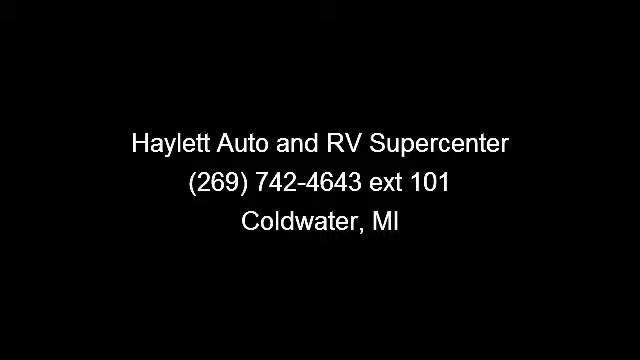 Haylett Auto and RV Supercenter
(269) 742-4643 ext 101
Coldwater, MI